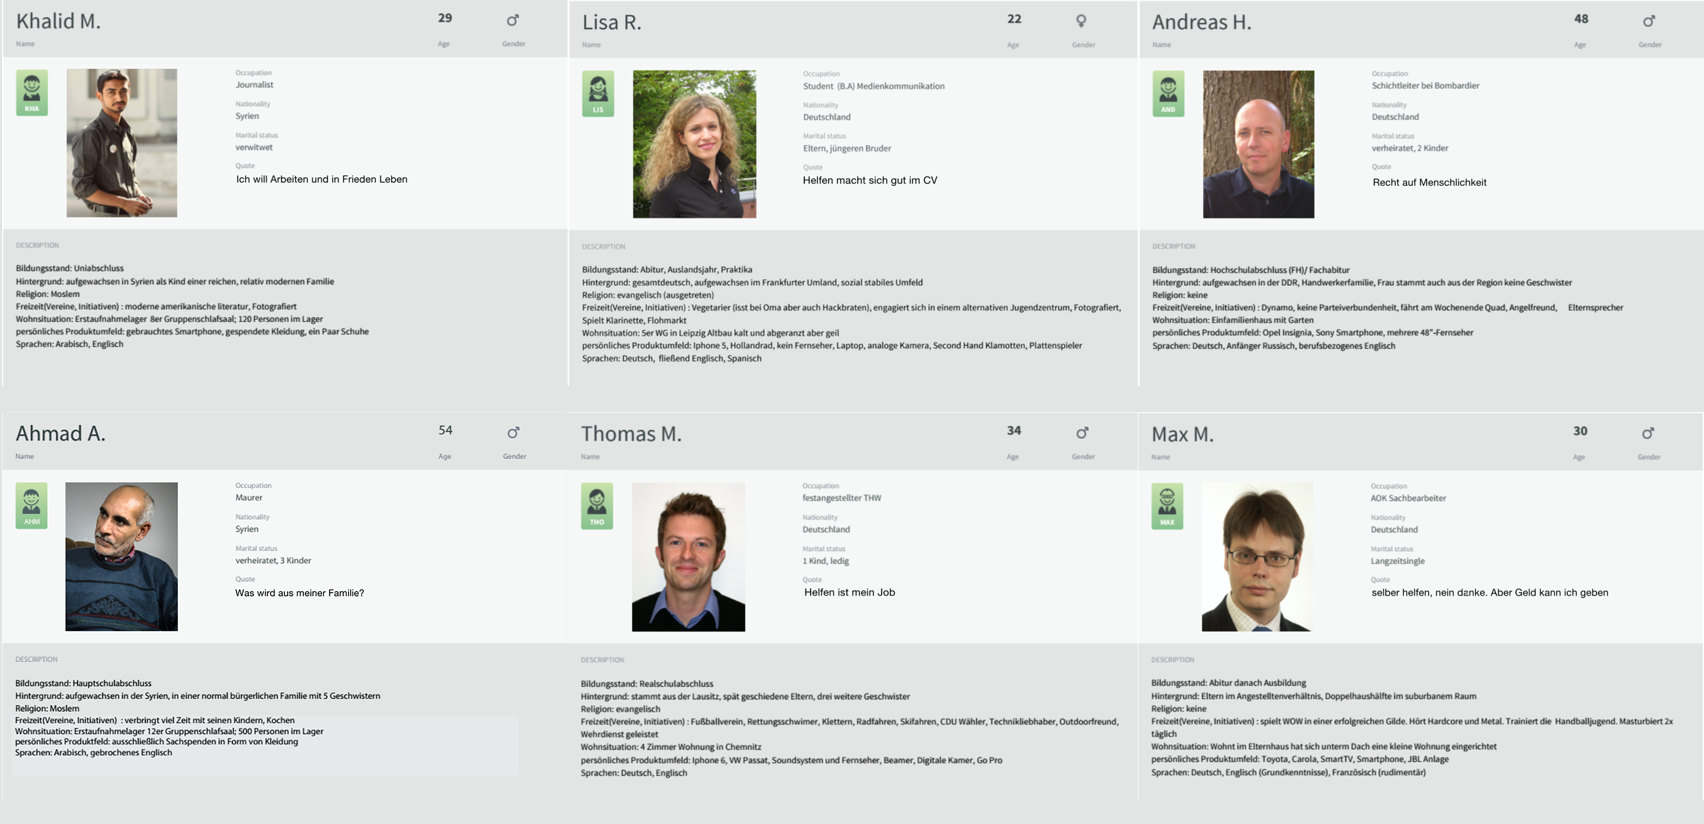 Khalid M.
29
Name
Age
Gender
KHA
Occupation
Journalist
Nationality
Syrien
Marital status
verwitwet
Quote
Ich will Arbeiten und in Frieden Leben
DESCRIPTION
Bildungsstand: Uniabschluss
Hintergrund: aufgewachsen in Syrien als Kind einer reichen, relativ modernen Familie
Religion: Moslem
Freizeit(Vereine, Initiativen) : moderne amerikanische literatur, Fotografiert
Wohnsituation: Erstaufnahmelager 8er Gruppenschlafsaal; 120 Personen im Lager
persönliches Produktumfeld: gebrauchtes Smartphone, gespendete Kleidung, ein Paar Schuhe
Sprachen: Arabisch, Englisch
Lisa R.
22
Name
Age
Gender
LIS
Occupation
Student (B.A) Medienkommunikation
Nationality
Deutschland
Marital status
Eltern, jüngeren Bruder
Quote
Helfen macht sich gut im CV
DESCRIPTION
Bildungsstand: Abitur, Auslandsjahr, Praktika
Hintergrund: gesamtdeutsch, aufgewachsen im Frankfurter Umland, sozial stabiles Umfeld
Religion: evangelisch (ausgetreten)
Freizeit(Vereine, Initiativen) : Vegetarier (isst bei Oma aber auch Hackbraten), engagiert sich in einem alternativen Jugendzentrum, Fotografiert,
Spielt Klarinette, Flohmarkt
Wohnsituation: 5er WG in Leipzig Altbau kalt und abgeranzt aber geil
persönliches Produktumfeld: Iphone 5, Hollandrad, kein Fernseher, Laptop, analoge Kamera, Second Hand Klamotten, Plattenspieler
Sprachen: Deutsch, fließend Englisch, Spanisch
Andreas H.
48
Name
Age
Gender
AND
Occupation
Schichtleiter bei Bombardier
Nationality
Deutschland
Marital status
verheiratet, 2 Kinder
Quote
Recht auf Menschlichkeit
DESCRIPTION
Bildungsstand: Hochschulabschluss (FH)/ Fachabitur
Hintergrund: aufgewachsen in der DDR, Handwerkerfamilie, Frau stammt auch aus der Region keine Geschwister
Religion: keine
Freizeit(Vereine, Initiativen) : Dynamo, keine Parteiverbundenheit, fährt am Wochenende Quad, Angelfreund, Elternsprecher
Wohnsituation: Einfamilienhaus mit Garten
persönliches Produktumfeld: Opel Insignia, Sony Smartphone, mehrere 48"-Fernseher
Sprachen: Deutsch, Anfänger Russisch, berufsbezogenes Englisch
Ahmad A.
54
Name
Age
Gender
AHM
Occupation
Maurer
Nationality
Syrien
Marital status
verheiratet, 3 Kinder
Quote
Was wird aus meiner Familie?
DESCRIPTION
Bildungsstand: Hauptschulabschluss
Hintergrund: aufgewachsen in der Syrien, in einer normal bürgerlichen Familie mit 5 Geschwistern
Religion: Moslem
Freizeit(Vereine, Initiativen) : verbringt viel Zeit mit seinen Kindern, Kochen
Wohnsituation: Erstaufnahmelager 12er Gruppenschlafsaal; 500 Personen im Lager
persönliches Produktfeld: ausschließlich Sachspenden in Form von Kleidung
Sprachen: Arabisch, gebrochenes Englisch
Thomas M.
34
Name
Age
Gender
THO
Occupation
festangestellter THW
Nationality
Deutschland
Marital status
1 Kind, ledig
Quote
Helfen ist mein Job
DESCRIPTION
Bildungsstand: Realschulabschluss
Hintergrund: stammt aus der Lausitz, spät geschiedene Eltern, drei weitere Geschwister
Religion: evangelisch
Freizeit(Vereine, Initiativen) : Fußballverein, Rettungsschwimer, Klettern, Radfahren, Skifahren, CDU Wähler, Technikliebhaber, Outdoorfreund,
Wehrdienst geleistet
Wohnsituation: 4 Zimmer Wohnung in Chemnitz
persönliches Produktumfeld: Iphone 6, VW Passat, Soundsystem und Fernseher, Beamer, Digitale Kamer, Go Pro
Sprachen: Deutsch, Englisch
Max M.
30
Name
Age
Gender
MAX
Occupation
AOK Sachbearbeiter
Nationality
Deutschland
Marital status
Langzeitsingle
Quote
selber helfen, nein danke. Aber Geld kann ich geben
DESCRIPTION
Bildungsstand: Abitur danach Ausbildung
Hintergrund: Eltern im Angestelltenverhältnis, Doppelhaushälfte im suburbanem Raum
Religion: keine
Freizeit(Vereine, Initiativen) : spielt WOW in einer erfolgreichen Gilde. Hört Hardcore und Metal. Trainiert die Handballjugend. Masturbiert 2x
täglich
Wohnsituation: Wohnt im Elternhaus hat sich unterm Dach eine kleine Wohnung eingerichtet
persönliches Produktumfeld: Toyota, Carola, SmartTV, Smartphone, JBL Anlage
Sprachen: Deutsch, Englisch (Grundkenntnisse), Französisch (rudimentär)